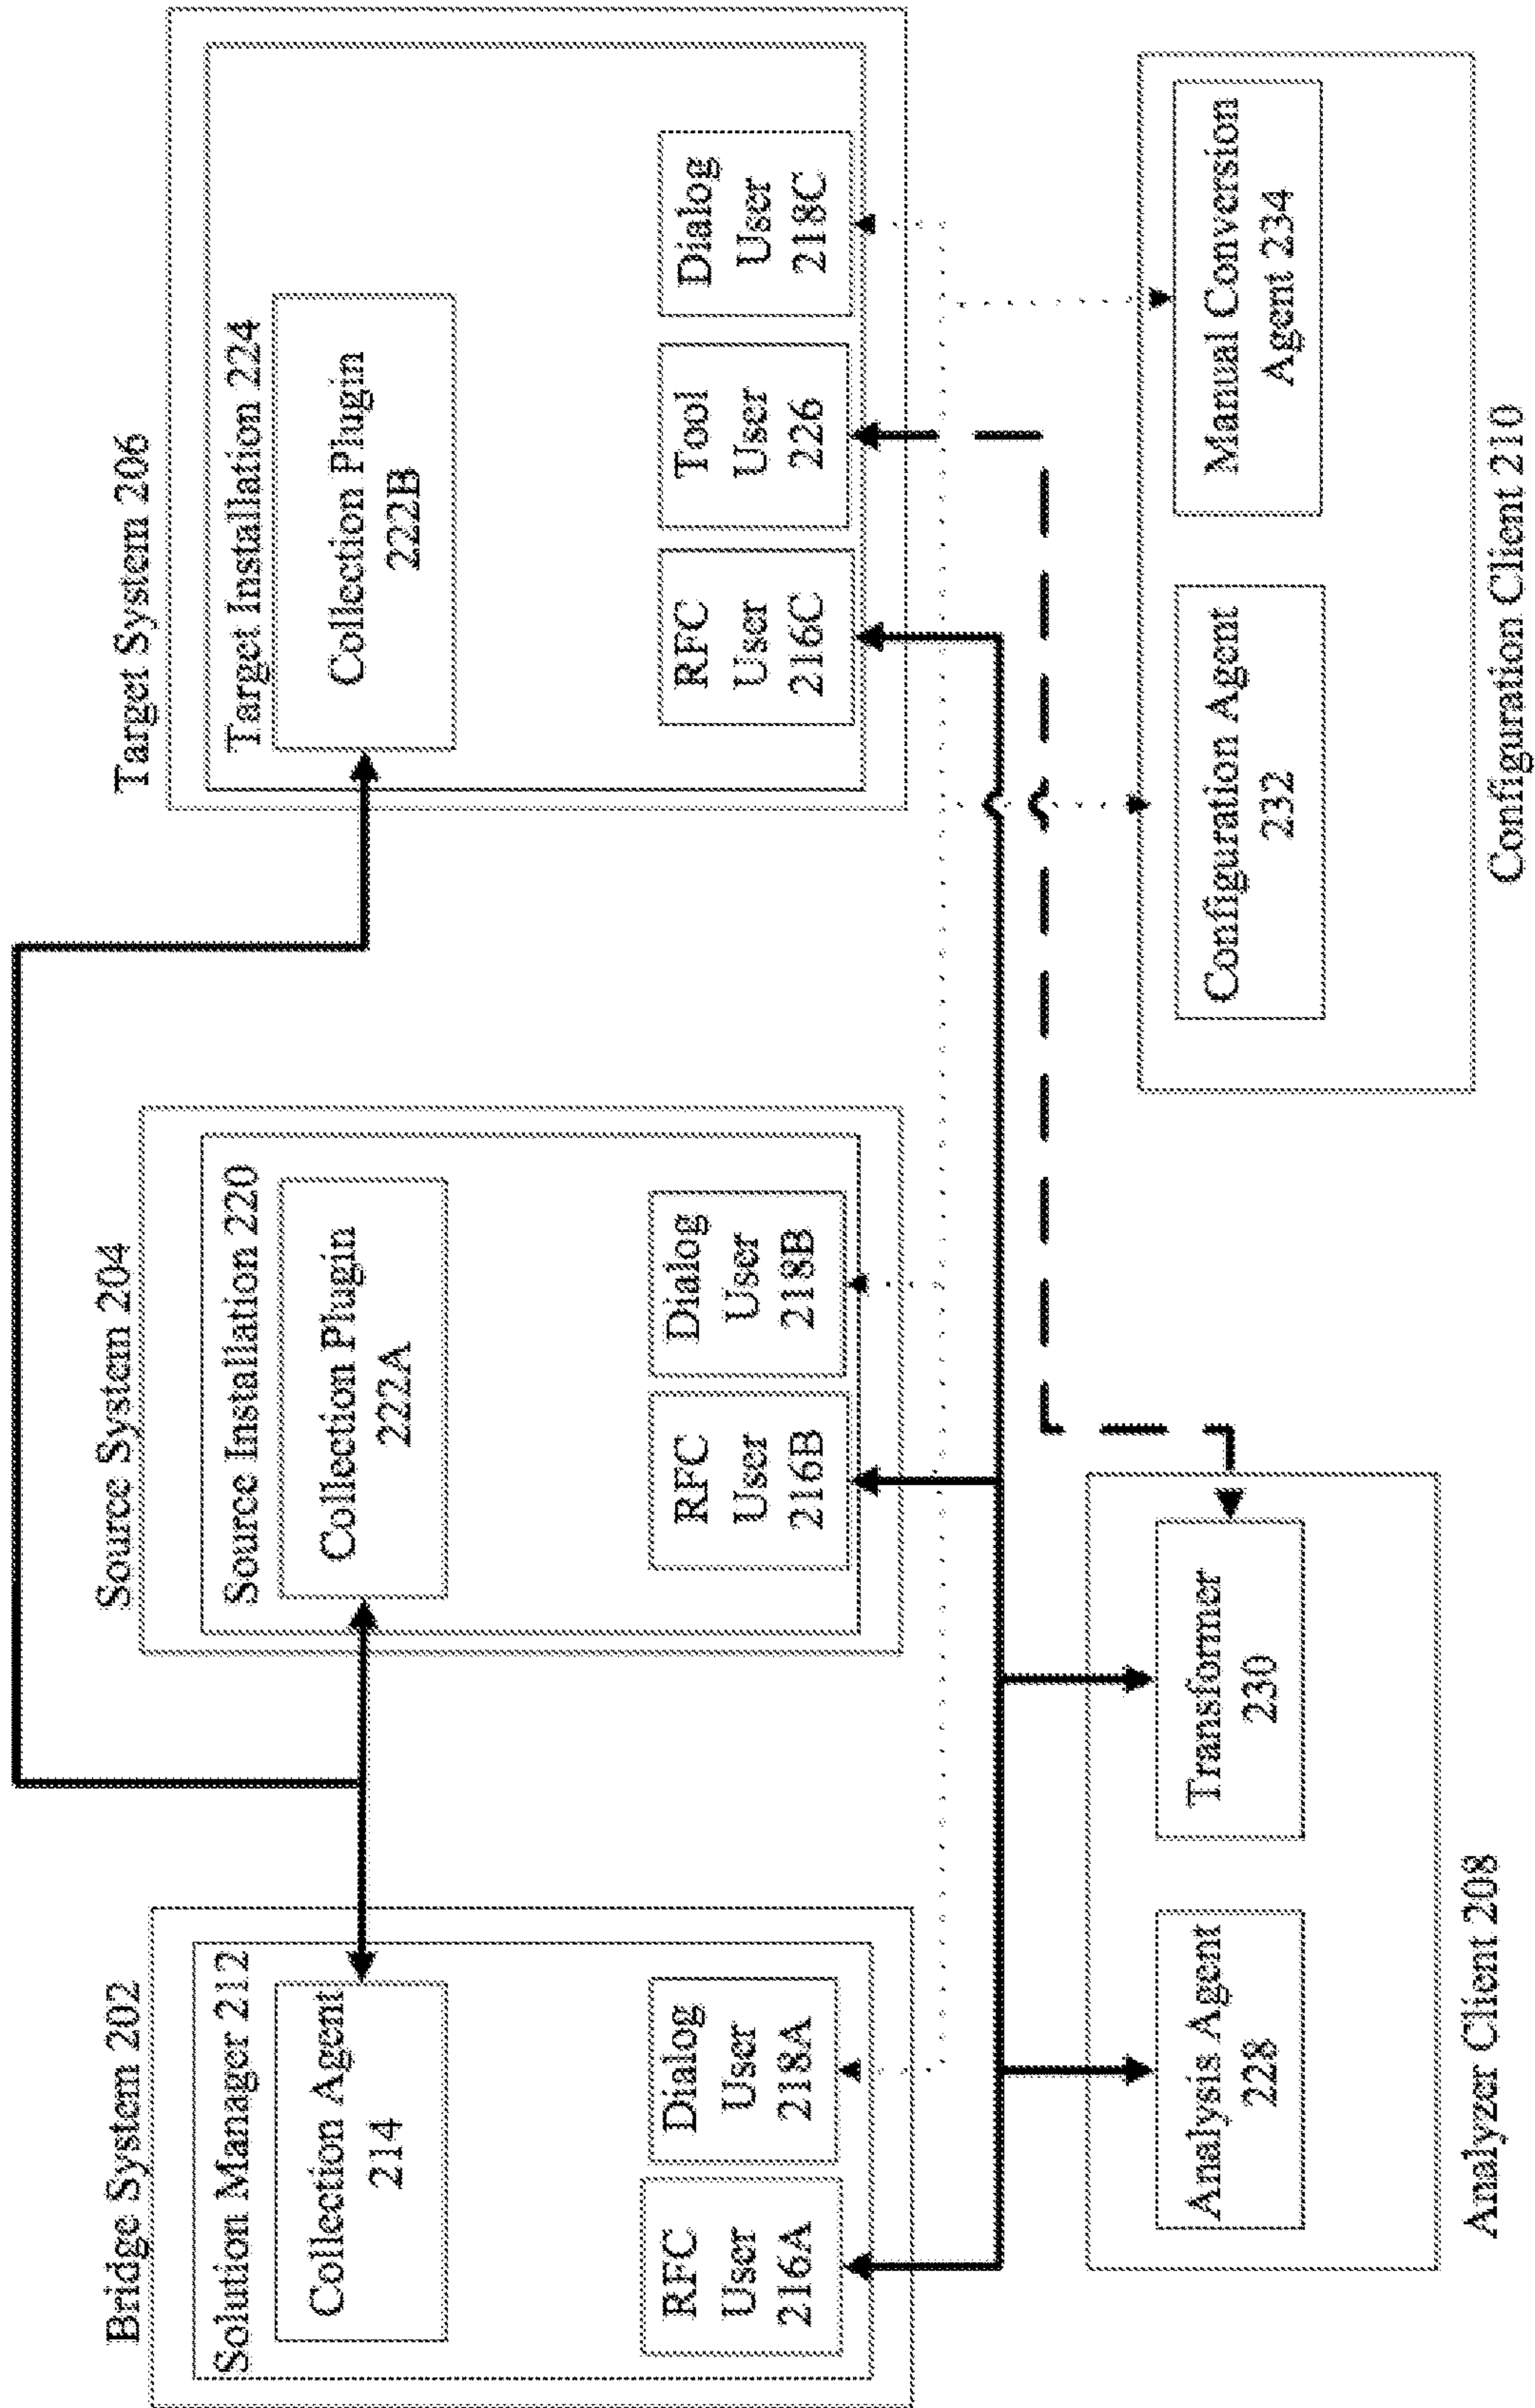 Bridge System 202
Solution Manager 212
Collection Agent
214
RFC
User
216A
Dialog
User
218A
Source System 204
Source Installation 220
Collection Plugin
222A
RFC
User
216B
Dialog
User
218B
Target System 206
Target Installation 224
Collection Plugin
222B
RFC
User
216C
Tool
User
226
Dialog
User
218C
Analysis Agent
228
Transformer
230
Analyzer Client 208
Configuration Agent
232
Manual Conversion
Agent 234
Configuration Client 210